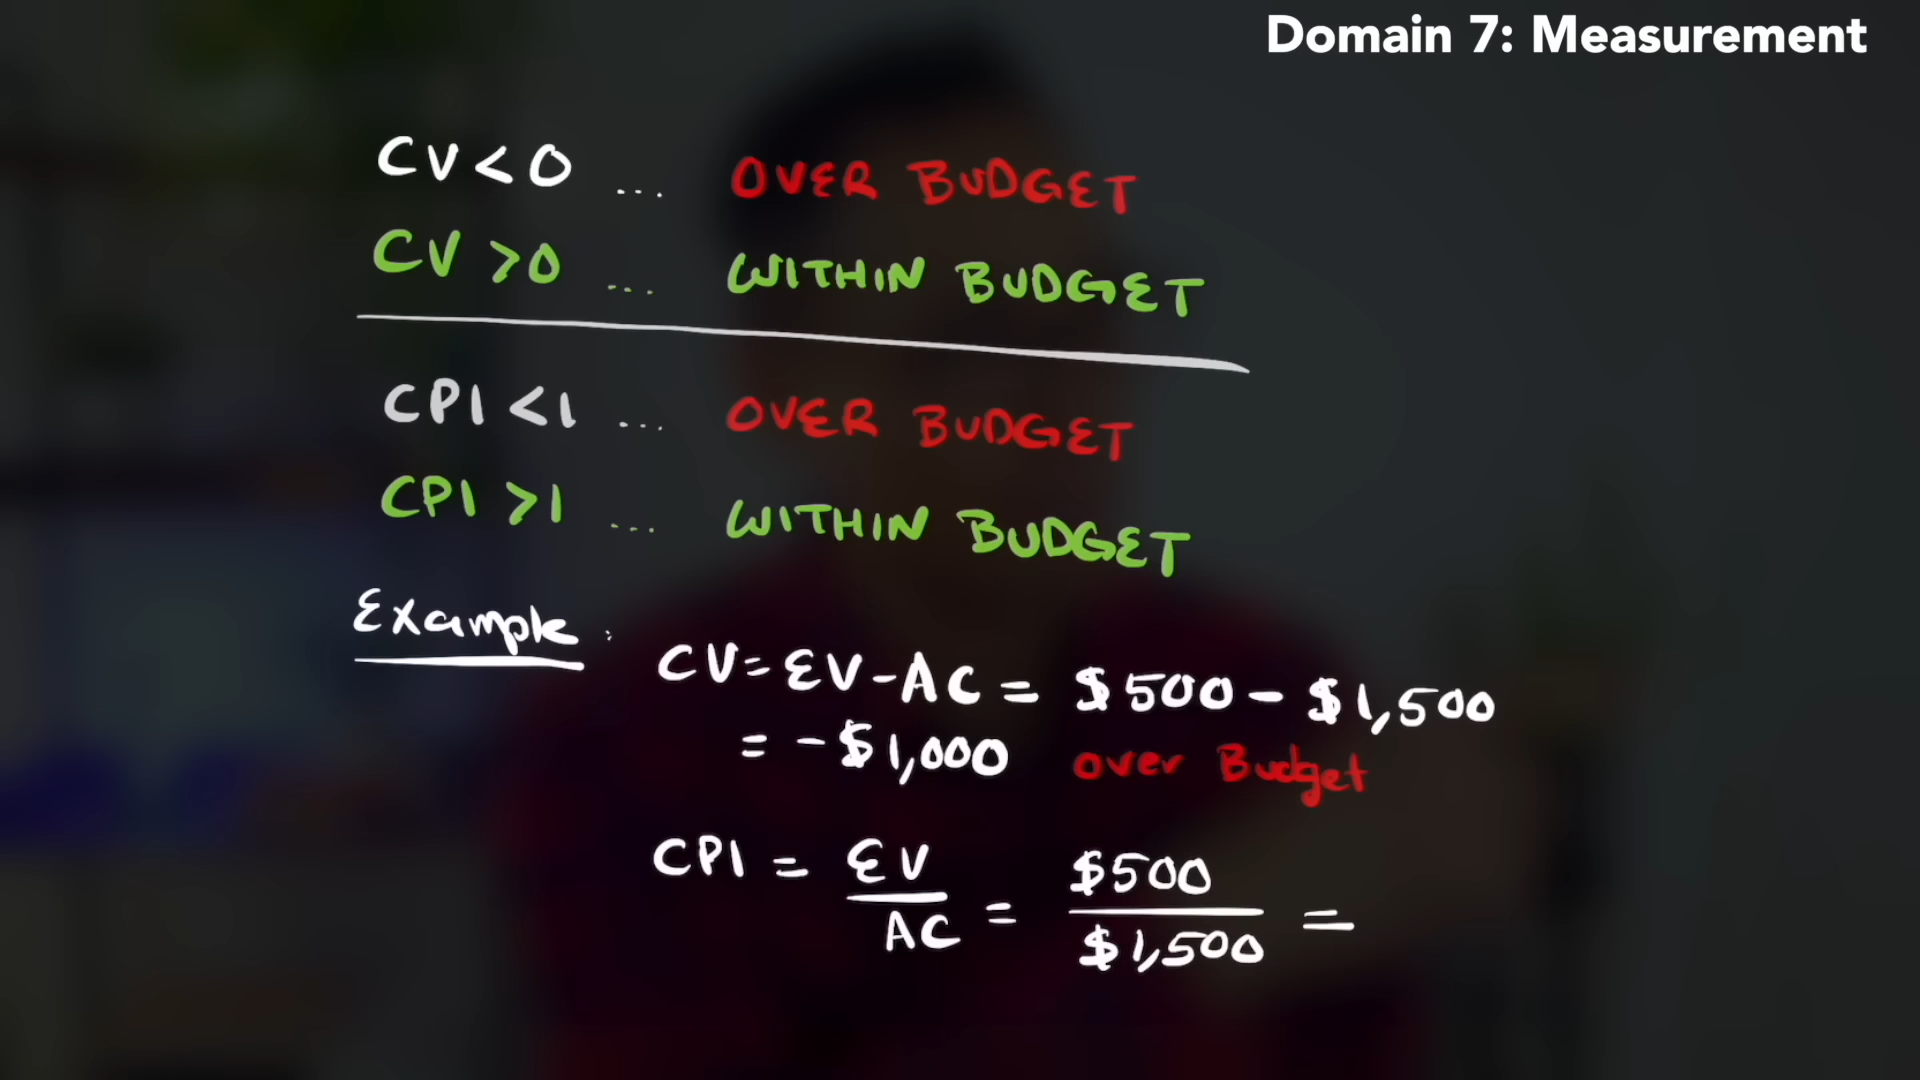 Domain 7: Measurement
CV<0 ... OVER BUDGET
CV >0 ... WITHIN BUDGET
CPI <1 ... OVER BUDGET
CPI >1 ... WITHIN BUDGET
Example:
CV = EV - AC = $500 - $1,500
= -$1,000 over Budget
CPI = EV/AC = $500/$1,500 =